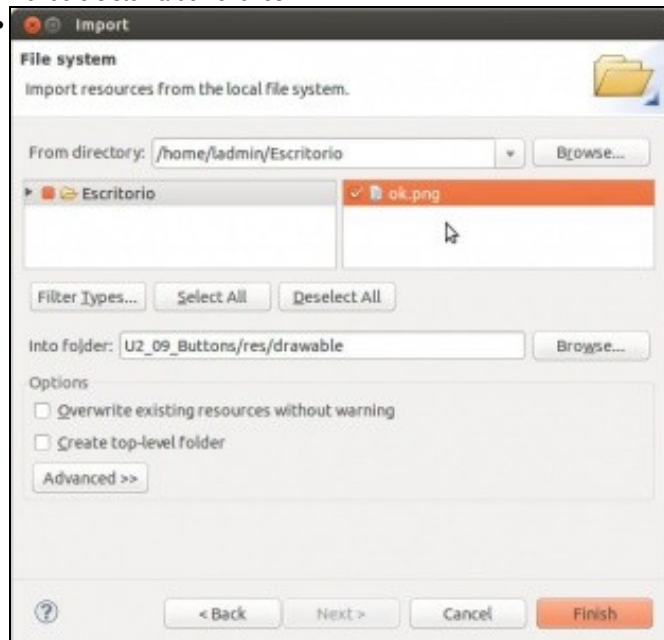 Import
File system
Import resources from the local file system.
From directory: /home/ladmin/Escritorio Browse...
Escritorio
ok.png
Filter Types... Select All Deselect All
Into folder: U2_09_Buttons/res/drawable Browse...
Options
Overwrite existing resources without warning
Create top-level folder
Advanced >>
? < Back Next > Cancel Finish